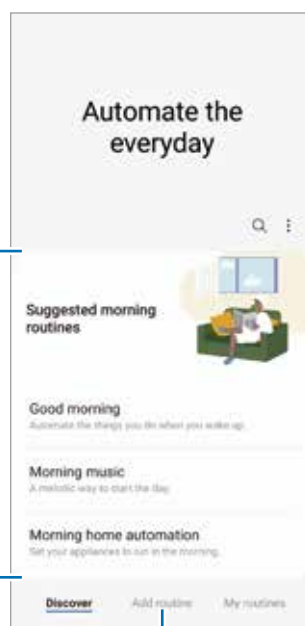 Automate the
everyday
Suggested morning
routines
Good morning
Automate the things you do when you wake up.
Morning music
A melodic way to start the day.
Morning home automation
Set your appliances to run in the morning.
Discover Add routine My routines